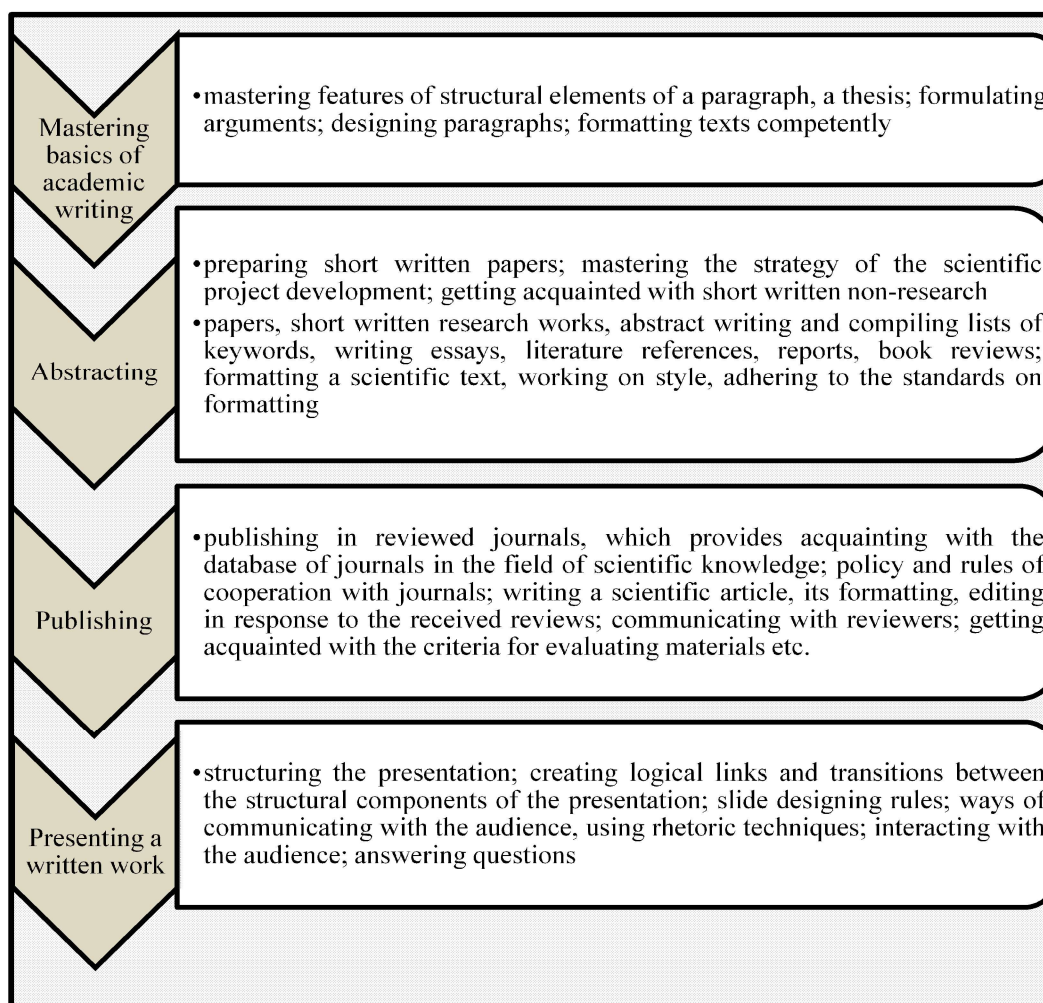 Mastering
basics of
academic
writing
•mastering features of structural elements of a paragraph, a thesis; formulating
arguments; designing paragraphs; formatting texts competently
Abstracting
•preparing short written papers; mastering the strategy of the scientific
project development; getting acquainted with short written non-research
•papers, short written research works, abstract writing and compiling lists of
keywords, writing essays, literature references, reports, book reviews;
formatting a scientific text, working on style, adhering to the standards on
formatting
Publishing
•publishing in reviewed journals, which provides acquainting with the
database of journals in the field of scientific knowledge; policy and rules of
cooperation with journals; writing a scientific article, its formatting, editing
in response to the received reviews; communicating with reviewers; getting
acquainted with the criteria for evaluating materials etc.
Presenting a
written work
•structuring the presentation; creating logical links and transitions between
the structural components of the presentation; slide designing rules; ways of
communicating with the audience, using rhetoric techniques; interacting with
the audience; answering questions